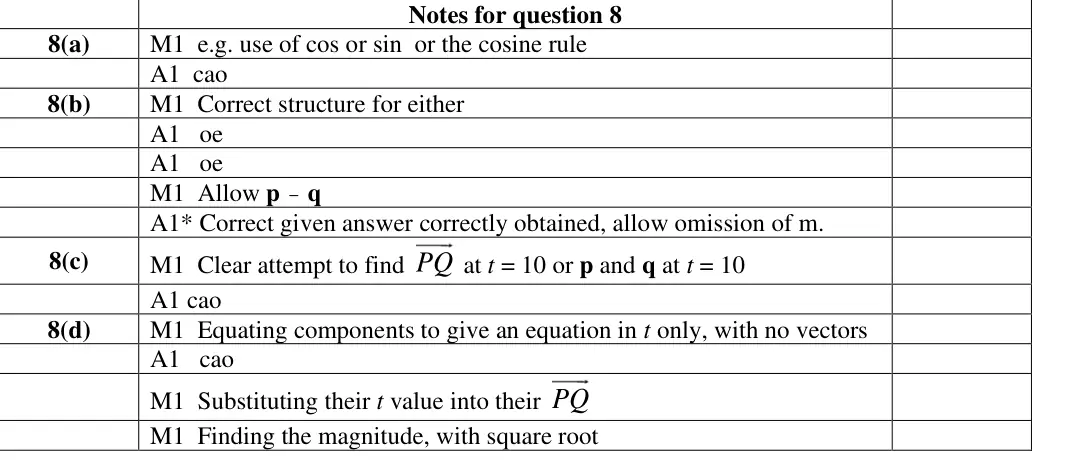 Notes for question 8
8(a) M1 e.g. use of cos or sin or the cosine rule
A1 cao
8(b) M1 Correct structure for either
A1 oe
A1 oe
M1 Allow p - q
A1* Correct given answer correctly obtained, allow omission of m.
8(c) M1 Clear attempt to find \overrightarrow{PQ} at t = 10 or p and q at t = 10
A1 cao
8(d) M1 Equating components to give an equation in t only, with no vectors
A1 cao
M1 Substituting their t value into their \overrightarrow{PQ}
M1 Finding the magnitude, with square root